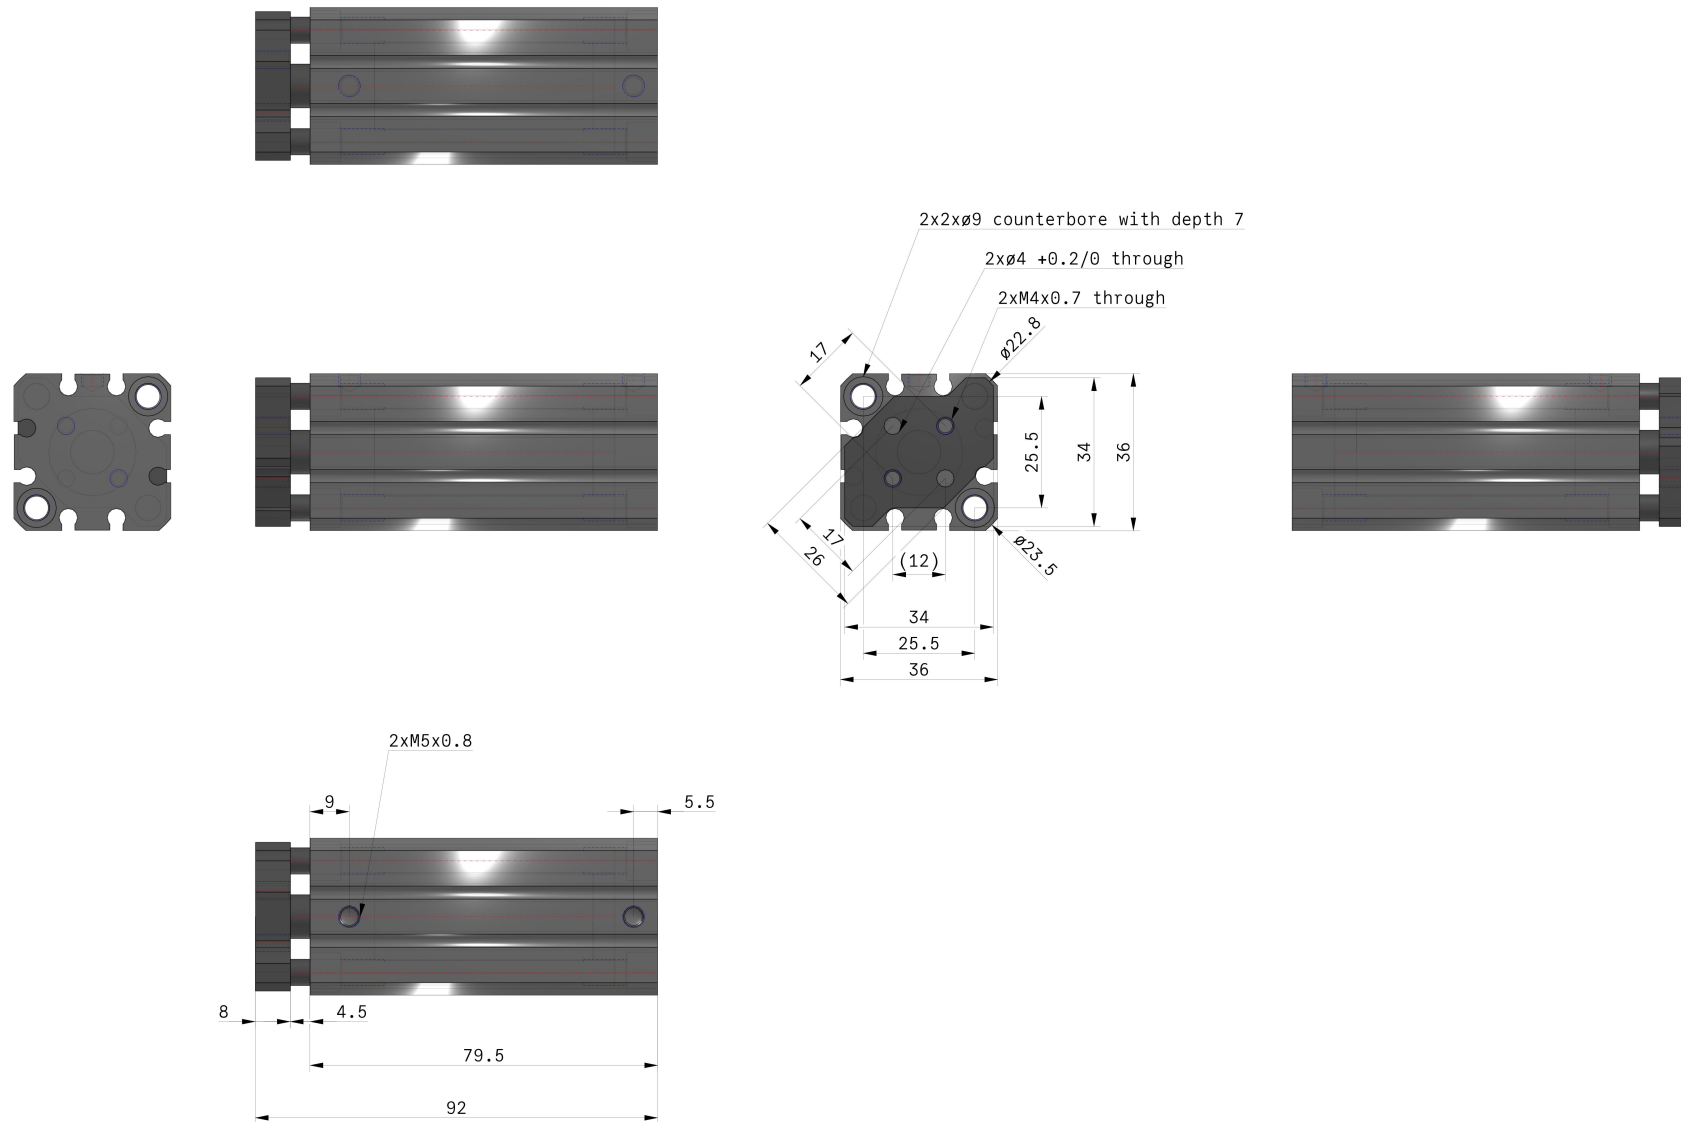 2x2xø9 counterbore with depth 7
2xø4 +0.2/0 through
2xM4x0.7 through
ø22.8
17
25.5
34
36
17
26
(12)
ø23.5
34
25.5
36
2xM5x0.8
9
5.5
8
4.5
79.5
92